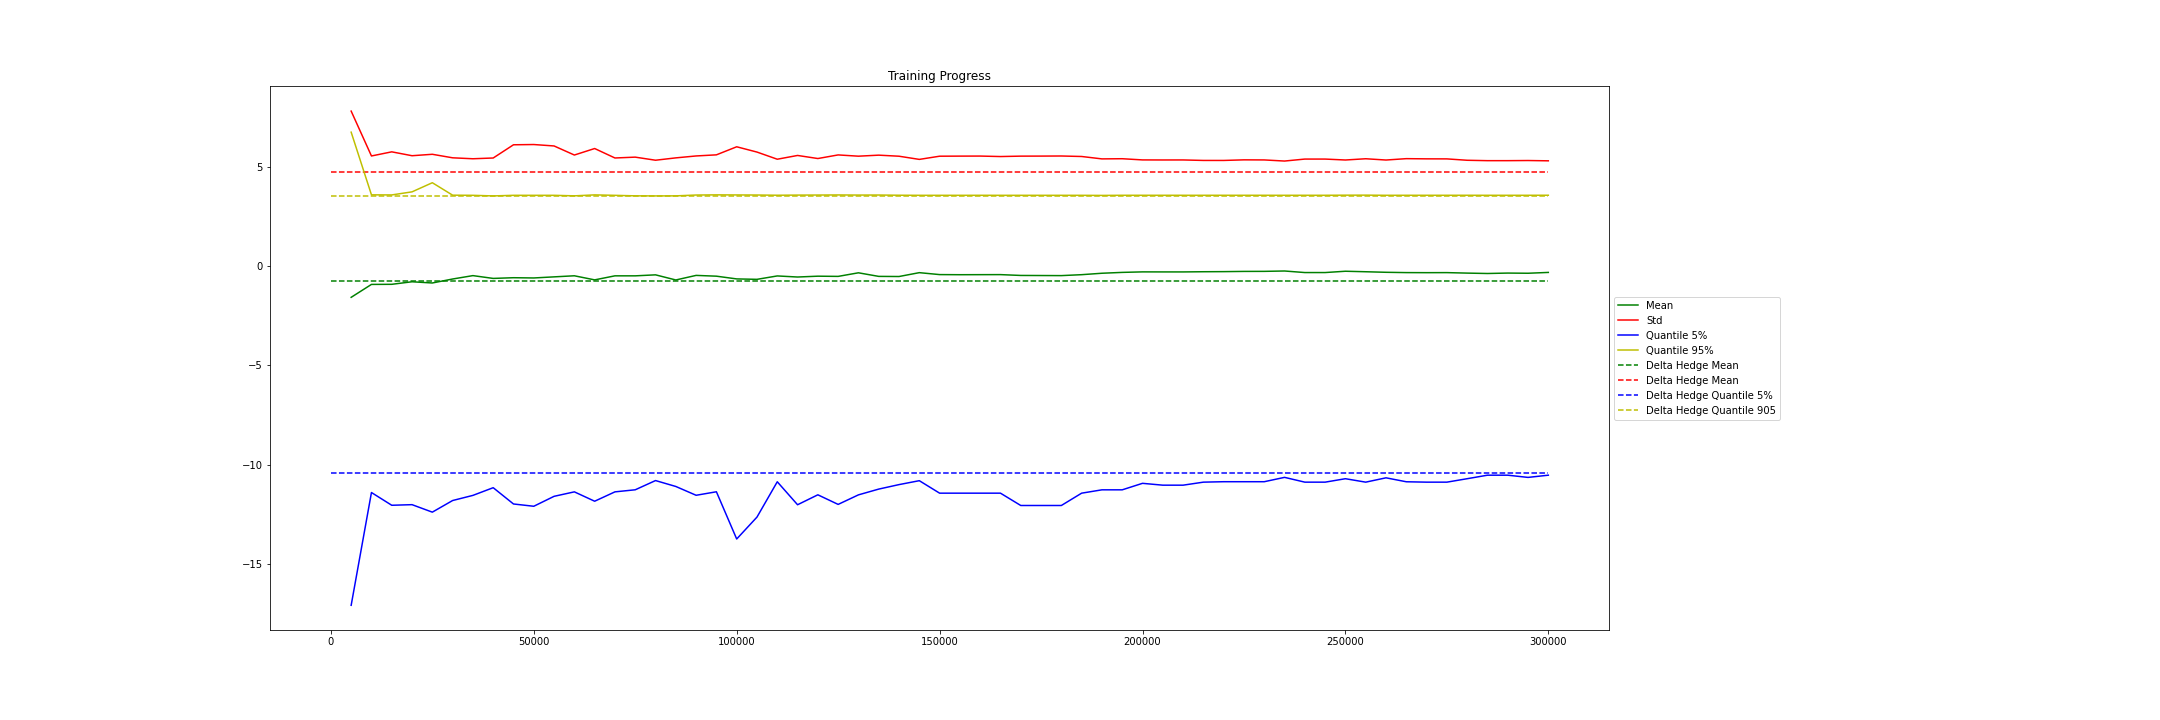 Training Progress
5
0
−5
−10
−15
0 50000 100000 150000 200000 250000 300000
Mean
Std
Quantile 5%
Quantile 95%
Delta Hedge Mean
Delta Hedge Mean
Delta Hedge Quantile 5%
Delta Hedge Quantile 905